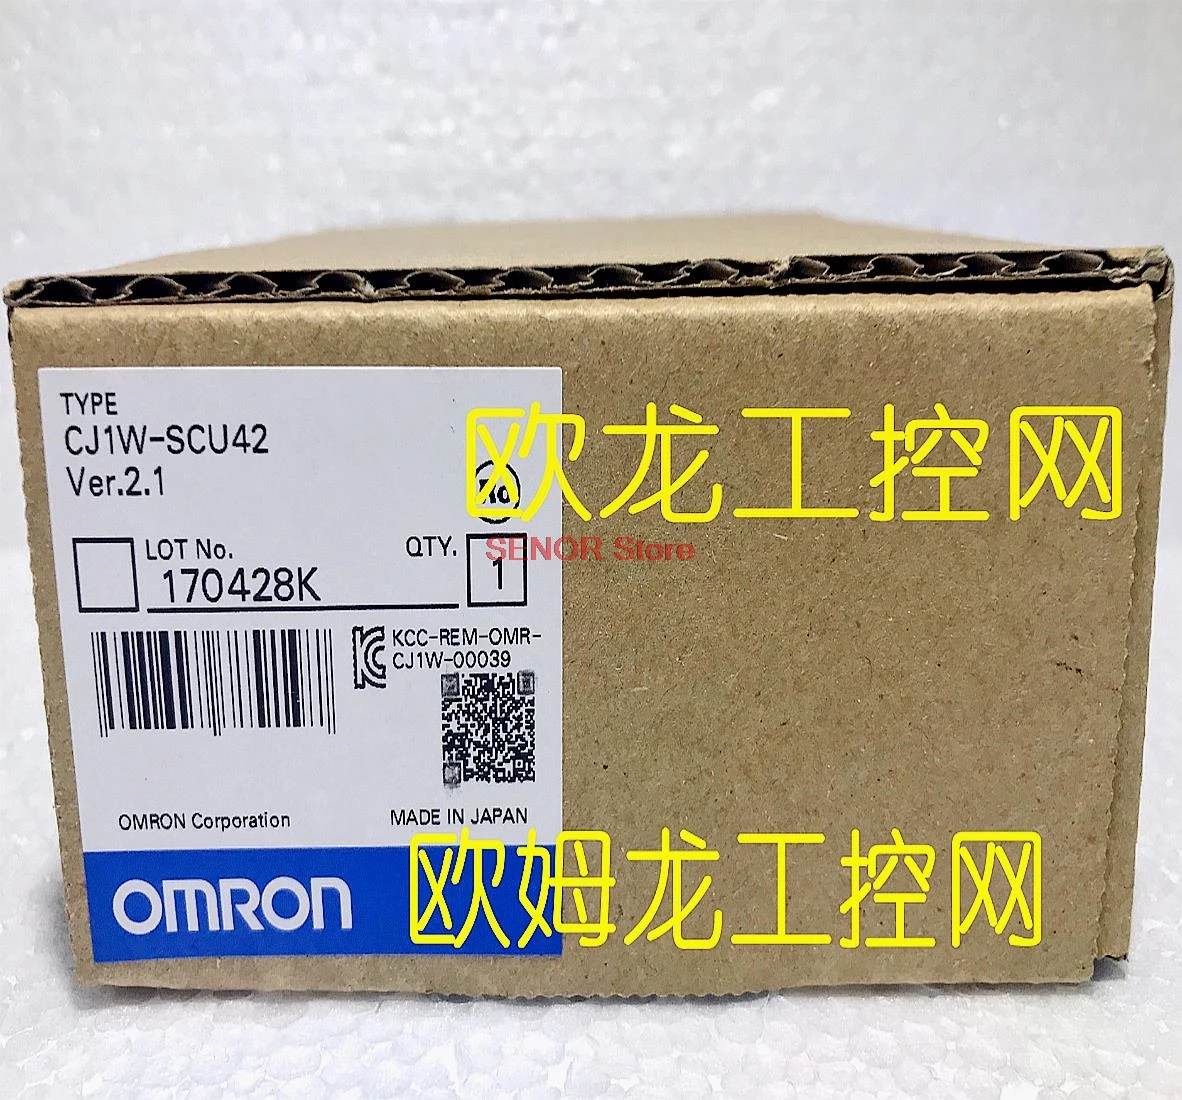 TYPE
CJ1W-SCU42
Ver.2.1
欧龙工控网
LOT No.
170428K
QTY.
1
SENOR Store
KCC-REM-OMR-
CJ1W-00039
OMRON Corporation
MADE IN JAPAN
OMRON
欧姆龙工控网